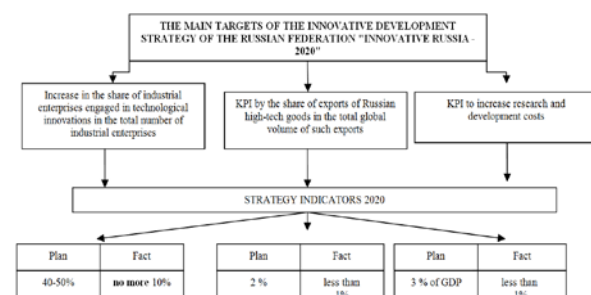 THE MAIN TARGETS OF THE INNOVATIVE DEVELOPMENT
STRATEGY OF THE RUSSIAN FEDERATION "INNOVATIVE RUSSIA -
2020"
Increase in the share of industrial
enterprises engaged in technological
innovations in the total number of
industrial enterprises
KPI by the share of exports of Russian
high-tech goods in the total global
volume of such exports
KPI to increase research and
development costs
STRATEGY INDICATORS 2020
Plan Fact
40-50% no more 10%
Plan Fact
2 % less than
1%
Plan Fact
3 % of GDP less than
1%